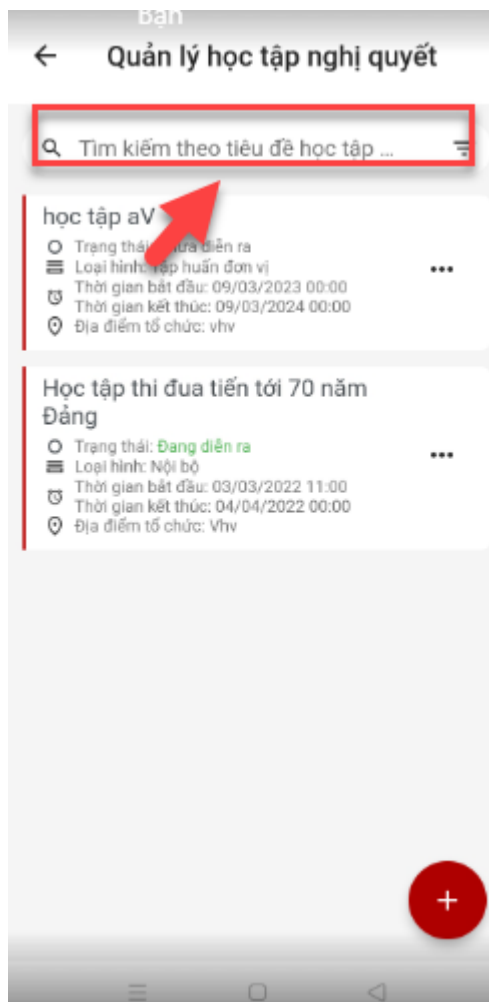 Bạn
Quản lý học tập nghị quyết
Tìm kiếm theo tiêu đề học tập ...
học tập aV
Trạng thái: Chưa diễn ra
Loại hình: Tập huấn đơn vị
Thời gian bắt đầu: 09/03/2023 00:00
Thời gian kết thúc: 09/03/2024 00:00
Địa điểm tổ chức: vhv
Học tập thi đua tiến tới 70 năm
Đảng
Trạng thái: Đang diễn ra
Loại hình: Nội bộ
Thời gian bắt đầu: 03/03/2022 11:00
Thời gian kết thúc: 04/04/2022 00:00
Địa điểm tổ chức: Vhv